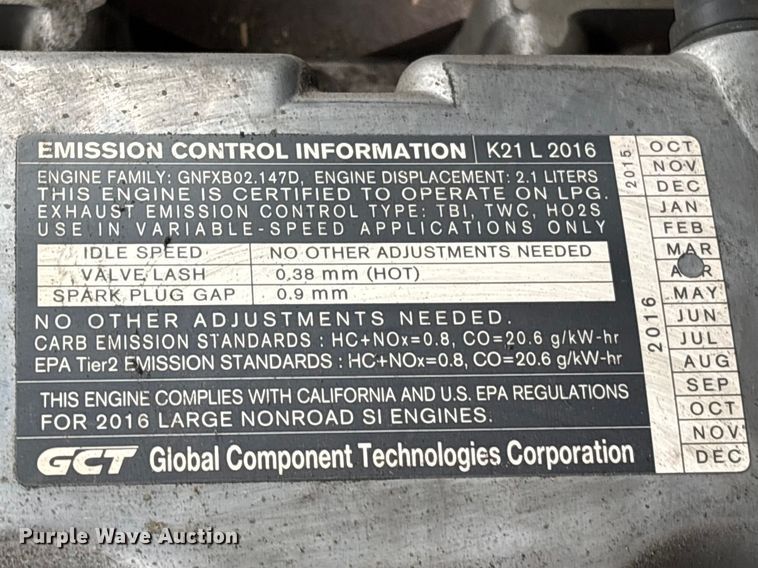 EMISSION CONTROL INFORMATION K21 L 2016
ENGINE FAMILY: GNFXB02.147D, ENGINE DISPLACEMENT: 2.1 LITERS
THIS ENGINE IS CERTIFIED TO OPERATE ON LPG.
EXHAUST EMISSION CONTROL TYPE: TBI, TWC, HO2S
USE IN VARIABLE-SPEED APPLICATIONS ONLY
IDLE SPEED NO OTHER ADJUSTMENTS NEEDED
VALVE LASH 0.38 mm (HOT)
SPARK PLUG GAP 0.9 mm
NO OTHER ADJUSTMENTS NEEDED.
CARB EMISSION STANDARDS : HC+NOx=0.8, CO=20.6 g/kW-hr
EPA Tier2 EMISSION STANDARDS : HC+NOx=0.8, CO=20.6 g/kW-hr
THIS ENGINE COMPLIES WITH CALIFORNIA AND U.S. EPA REGULATIONS
FOR 2016 LARGE NONROAD SI ENGINES.
GCT Global Component Technologies Corporation
2015
OCT
NOV
DEC
2016
JAN
FEB
MAR
APR
MAY
JUN
JUL
AUG
SEP
OCT
NOV
DEC
Purple Wave Auction